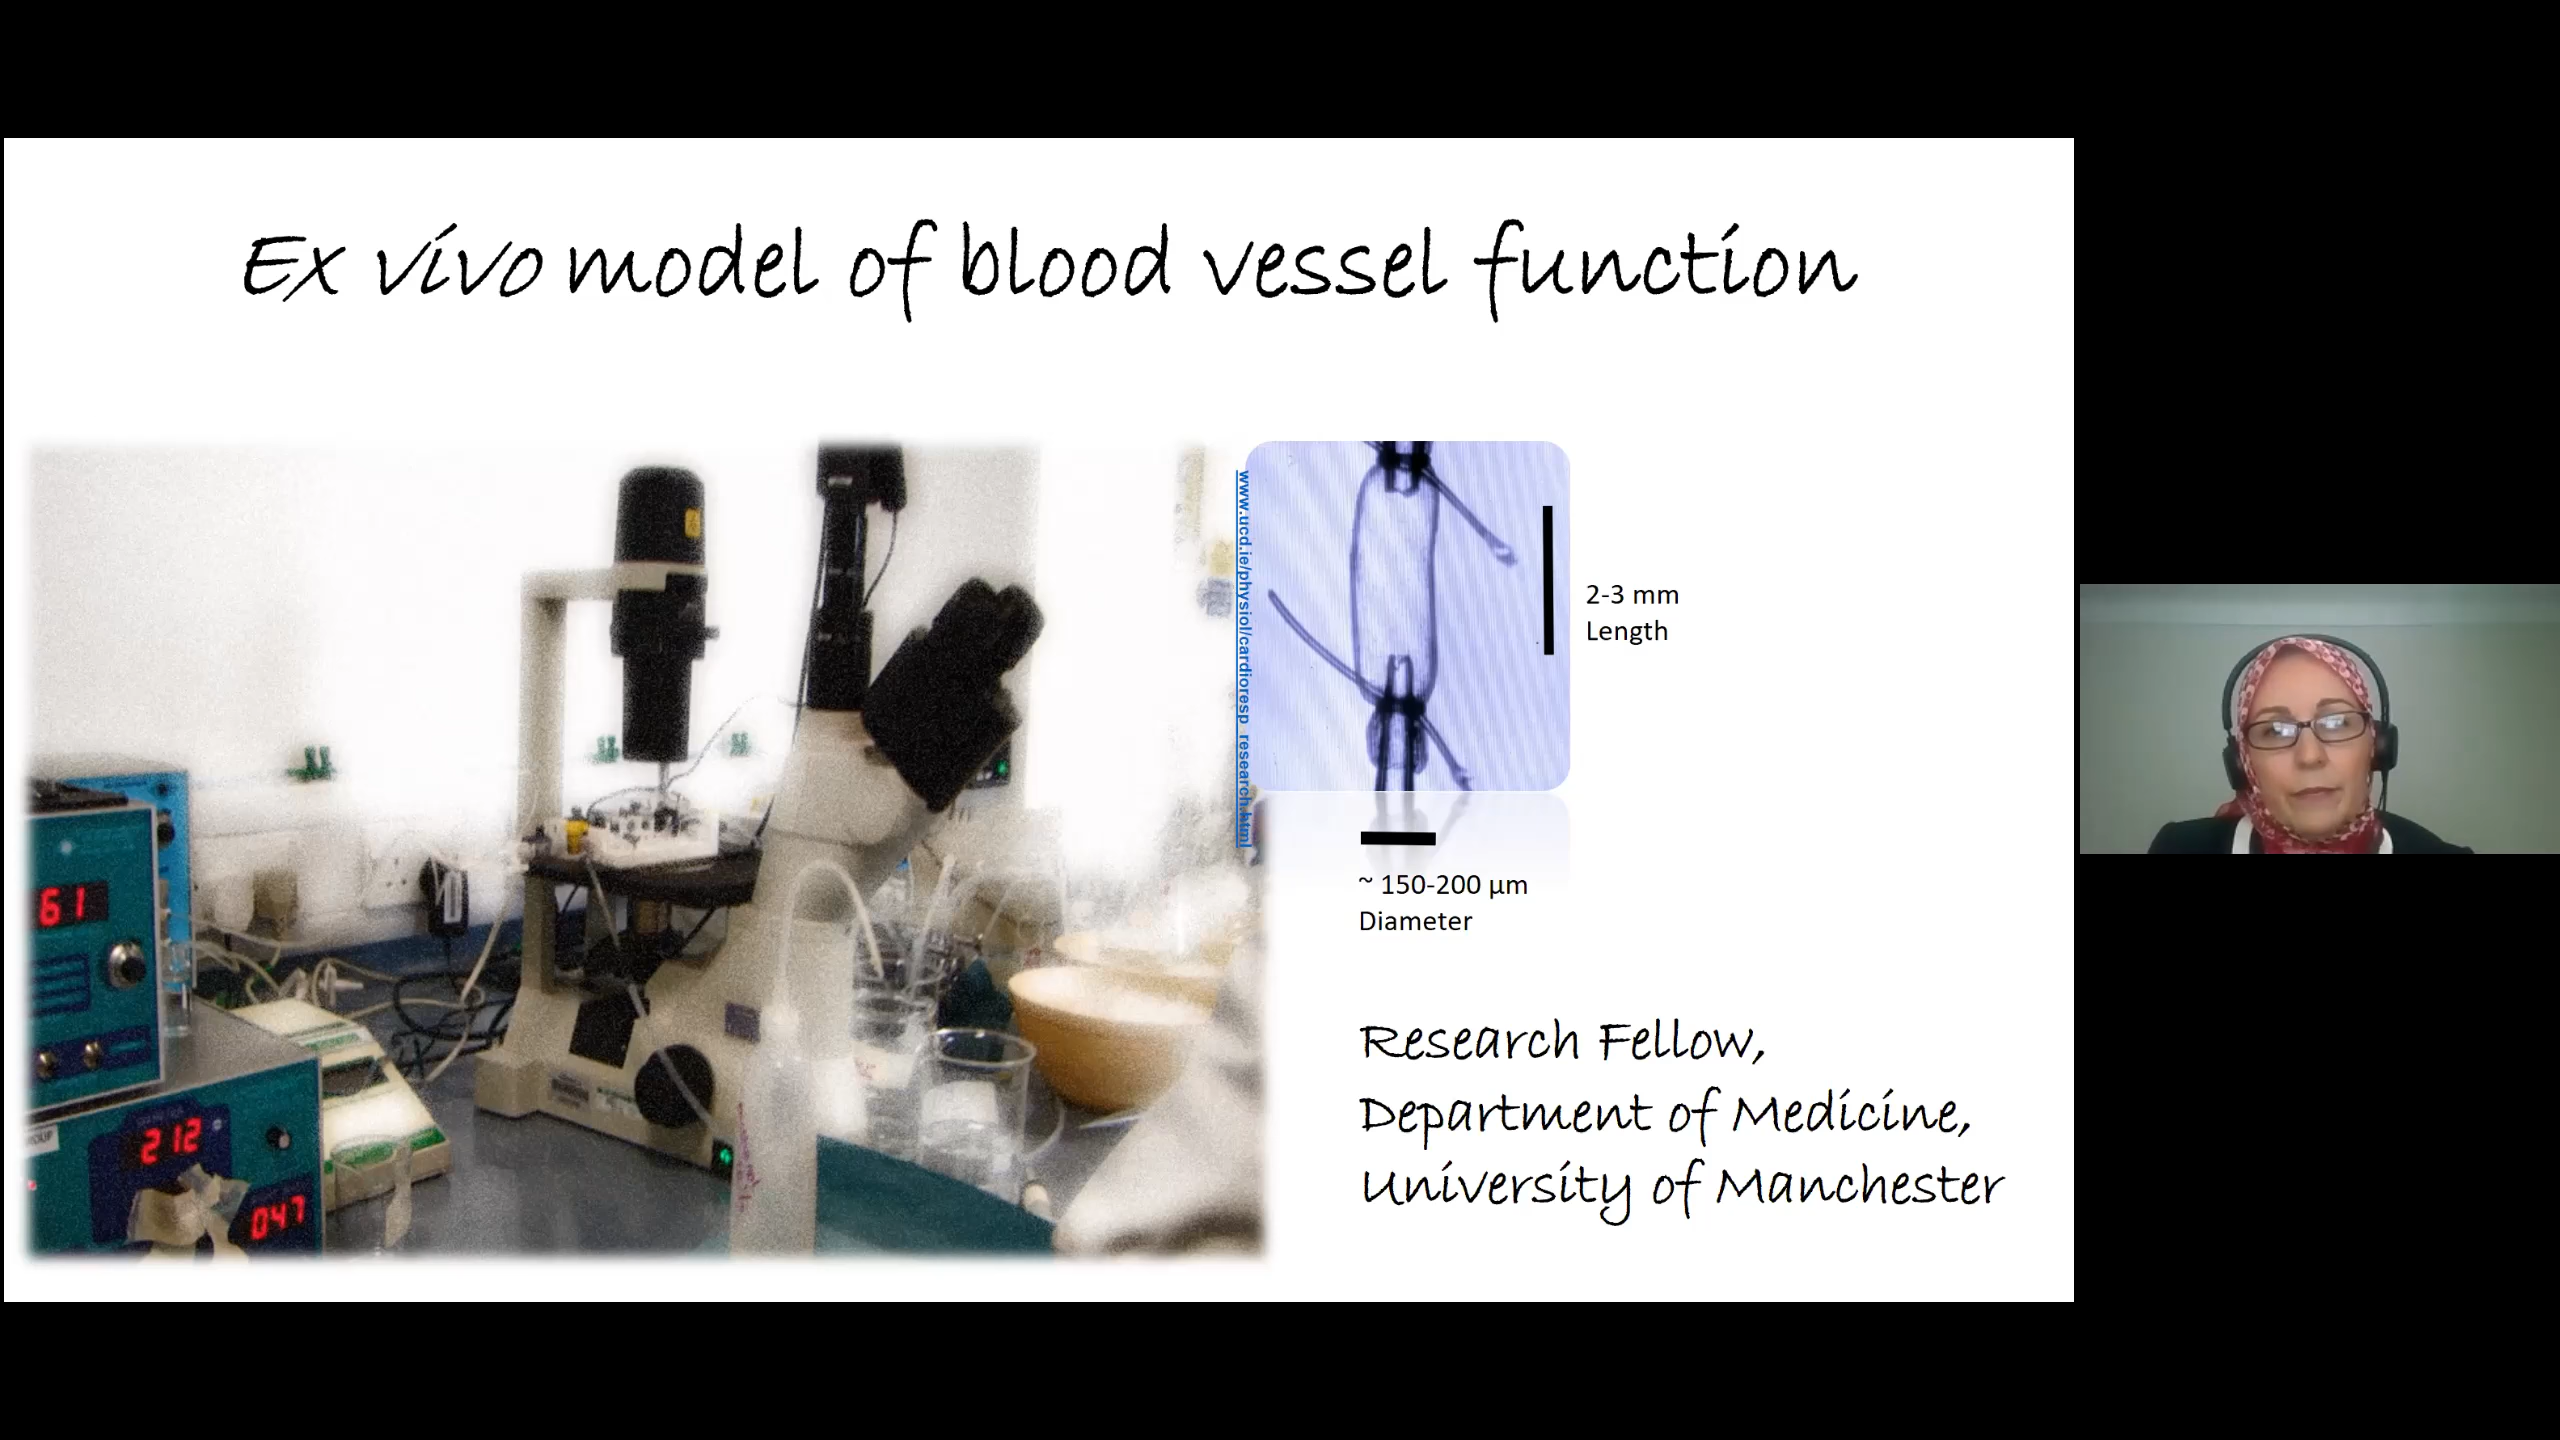 Ex vivo model of blood vessel function
www.ucd.ie/physiol/cardioresp_research.html
2-3 mm
Length
~ 150-200 µm
Diameter
61
212
047
Research Fellow,
Department of Medicine,
University of Manchester